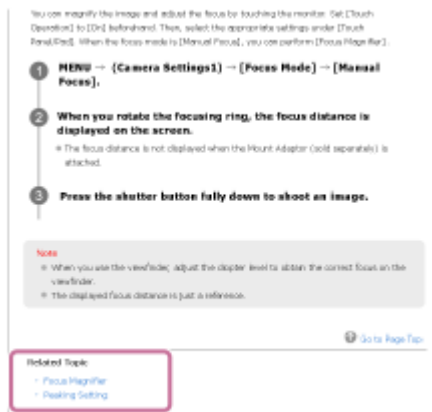 You can magnify the image and adjust the focus by touching the monitor. Set [Touch
Operation] to [On] beforehand. Then, select the appropriate settings under [Touch
Panel/Pad]. When the focus mode is [Manual Focus], you can perform [Focus Magnifier].
1 MENU → (Camera Settings1) → [Focus Mode] → [Manual
Focus].
2 When you rotate the focusing ring, the focus distance is
displayed on the screen.
The focus distance is not displayed when the Mount Adaptor (sold separately) is
attached.
3 Press the shutter button fully down to shoot an image.
Note
When you use the viewfinder, adjust the diopter level to obtain the correct focus on the
viewfinder.
The displayed focus distance is just a reference.
Go to Page Top
Related Topic
Focus Magnifier
Peaking Setting